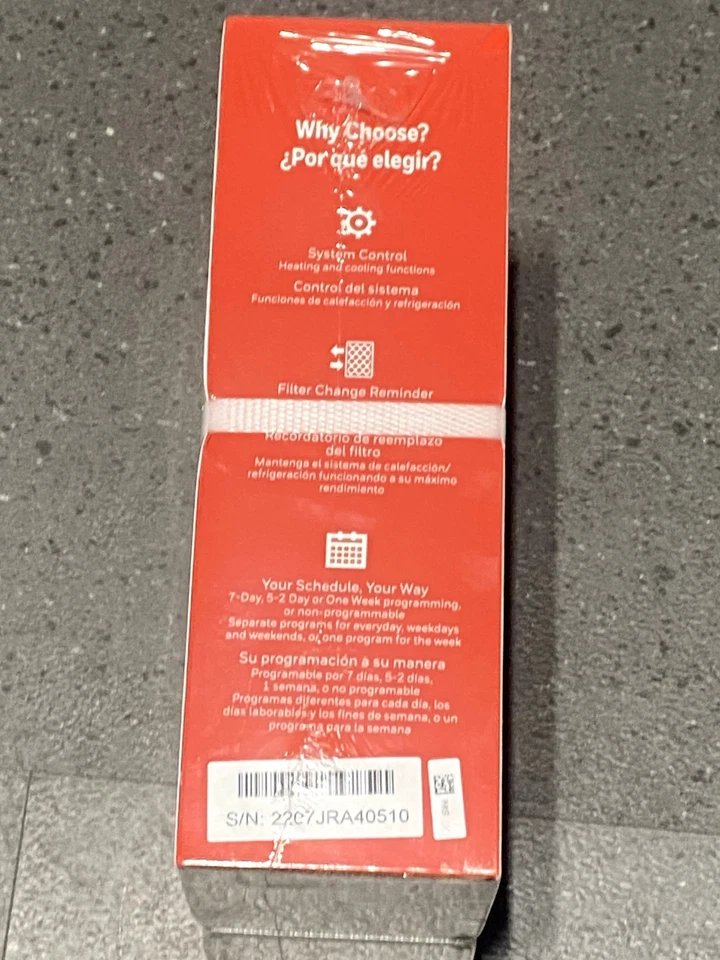 Why Choose?
¿Por qué elegir?
System Control
Heating and cooling functions
Control del sistema
Funciones de calefacción y refrigeración
Filter Change Reminder
Recordatorio de reemplazo
del filtro
Mantenga el sistema de calefacción/
refrigeración funcionando a su máximo
rendimiento
Your Schedule, Your Way
7-Day, 5-2 Day or One Week programming,
or non-programmable
Separate programs for everyday, weekdays
and weekends, or one program for the week
Su programación a su manera
Programable por 7 días, 5-2 días,
1 semana, o no programable
Programas diferentes para cada día, los
días laborables y los fines de semana, o un
programa para la semana
S/N: 2207JRA40510